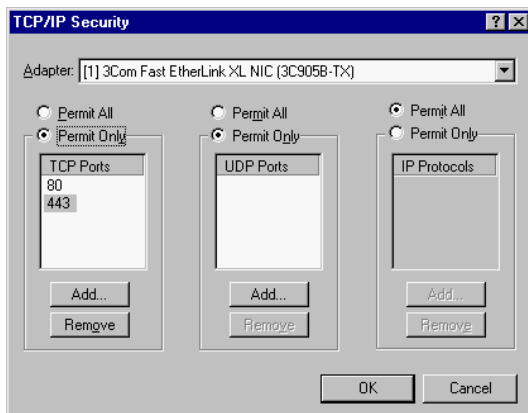 TCP/IP Security
Adapter: [1] 3Com Fast EtherLink XL NIC (3C905B-TX)
Permit All Permit All Permit All
Permit Only Permit Only Permit Only
TCP Ports UDP Ports IP Protocols
80
443
Add... Add... Add...
Remove Remove Remove
OK Cancel